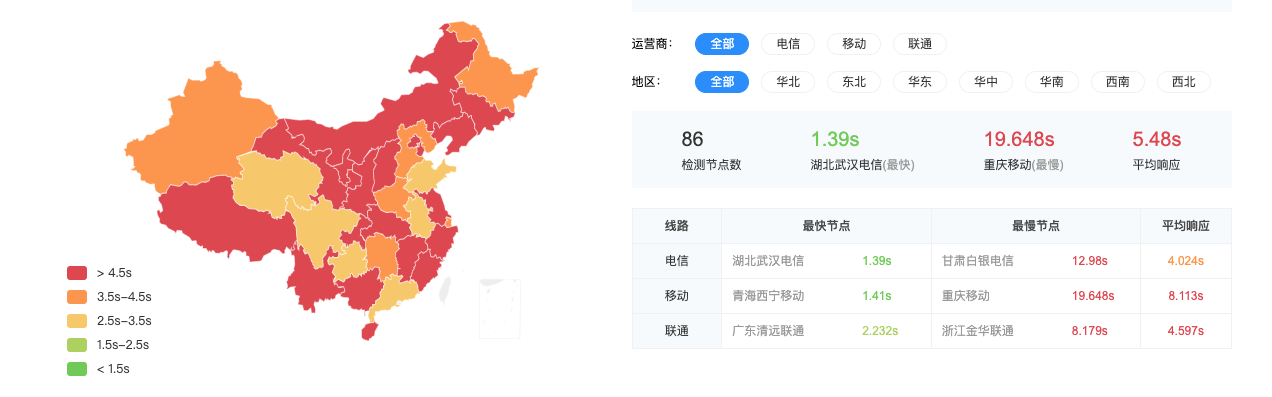 > 4.5s
3.5s-4.5s
2.5s-3.5s
1.5s-2.5s
< 1.5s
运营商： 全部 电信 移动 联通
地区： 全部 华北 东北 华东 华中 华南 西南 西北
86 1.39s 19.648s 5.48s
检测节点数 湖北武汉电信(最快) 重庆移动(最慢) 平均响应
线路 最快节点 最慢节点 平均响应
电信 湖北武汉电信 1.39s 甘肃白银电信 12.98s 4.024s
移动 青海西宁移动 1.41s 重庆移动 19.648s 8.113s
联通 广东清远联通 2.232s 浙江金华联通 8.179s 4.597s